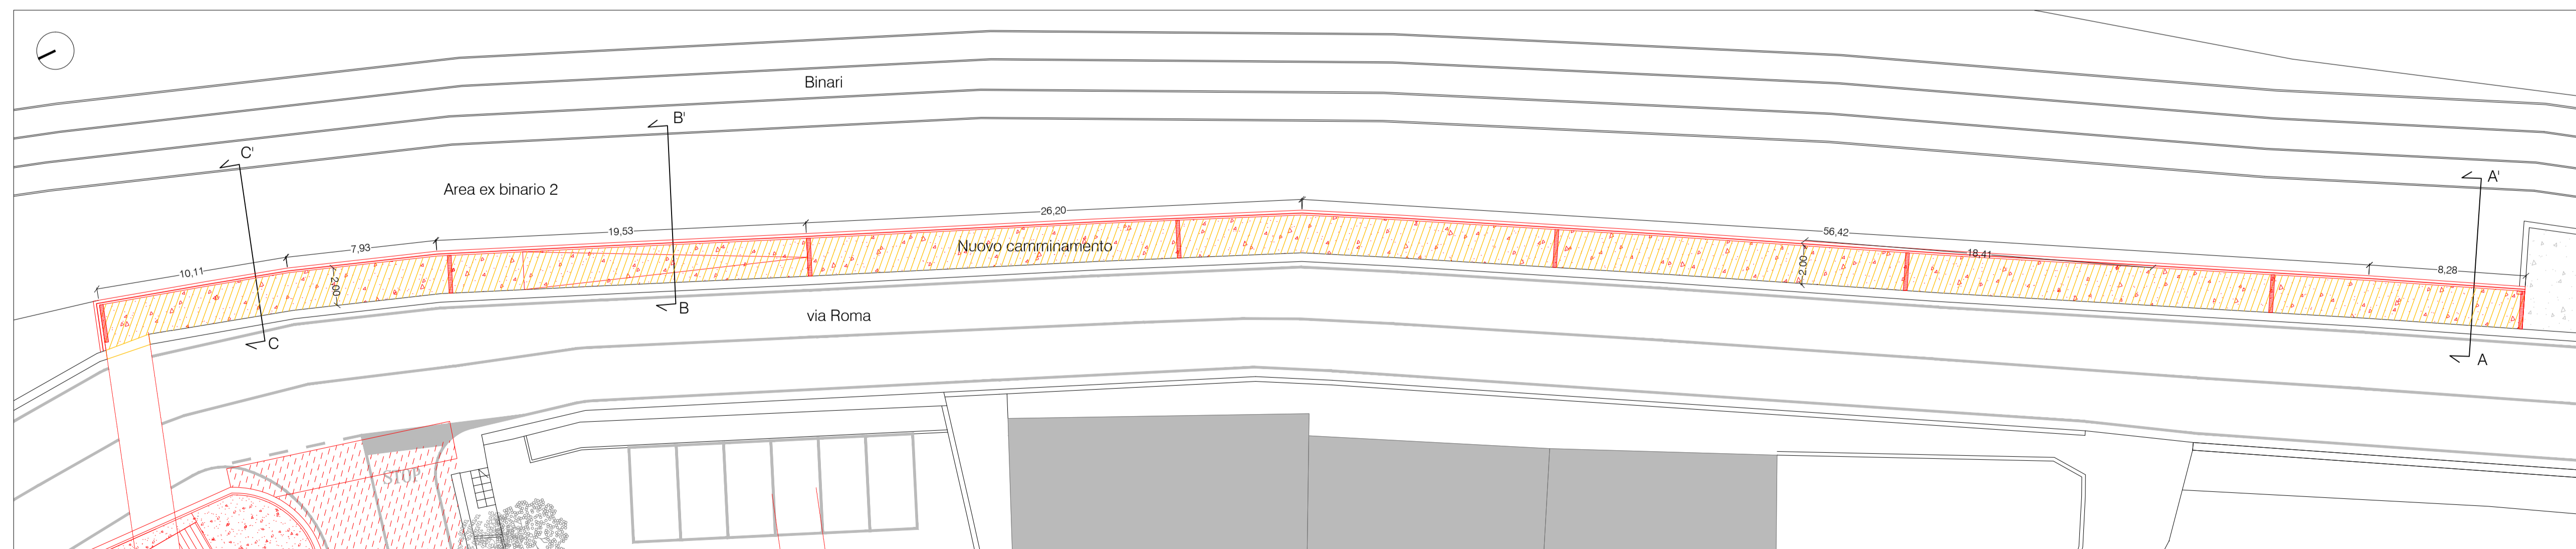 Binari
B'
C'
A'
Area ex binario 2
26,20
19,53
56,42
7,93
Nuovo camminamento
18,41
10,11
2,00
2,00
8,28
B
via Roma
C
A
STOP